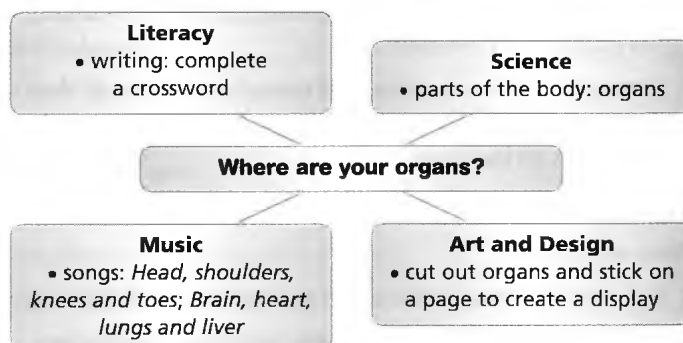 Literacy
• writing: complete
a crossword
Science
• parts of the body: organs
Where are your organs?
Music
• songs: Head, shoulders,
knees and toes; Brain, heart,
lungs and liver
Art and Design
• cut out organs and stick on
a page to create a display